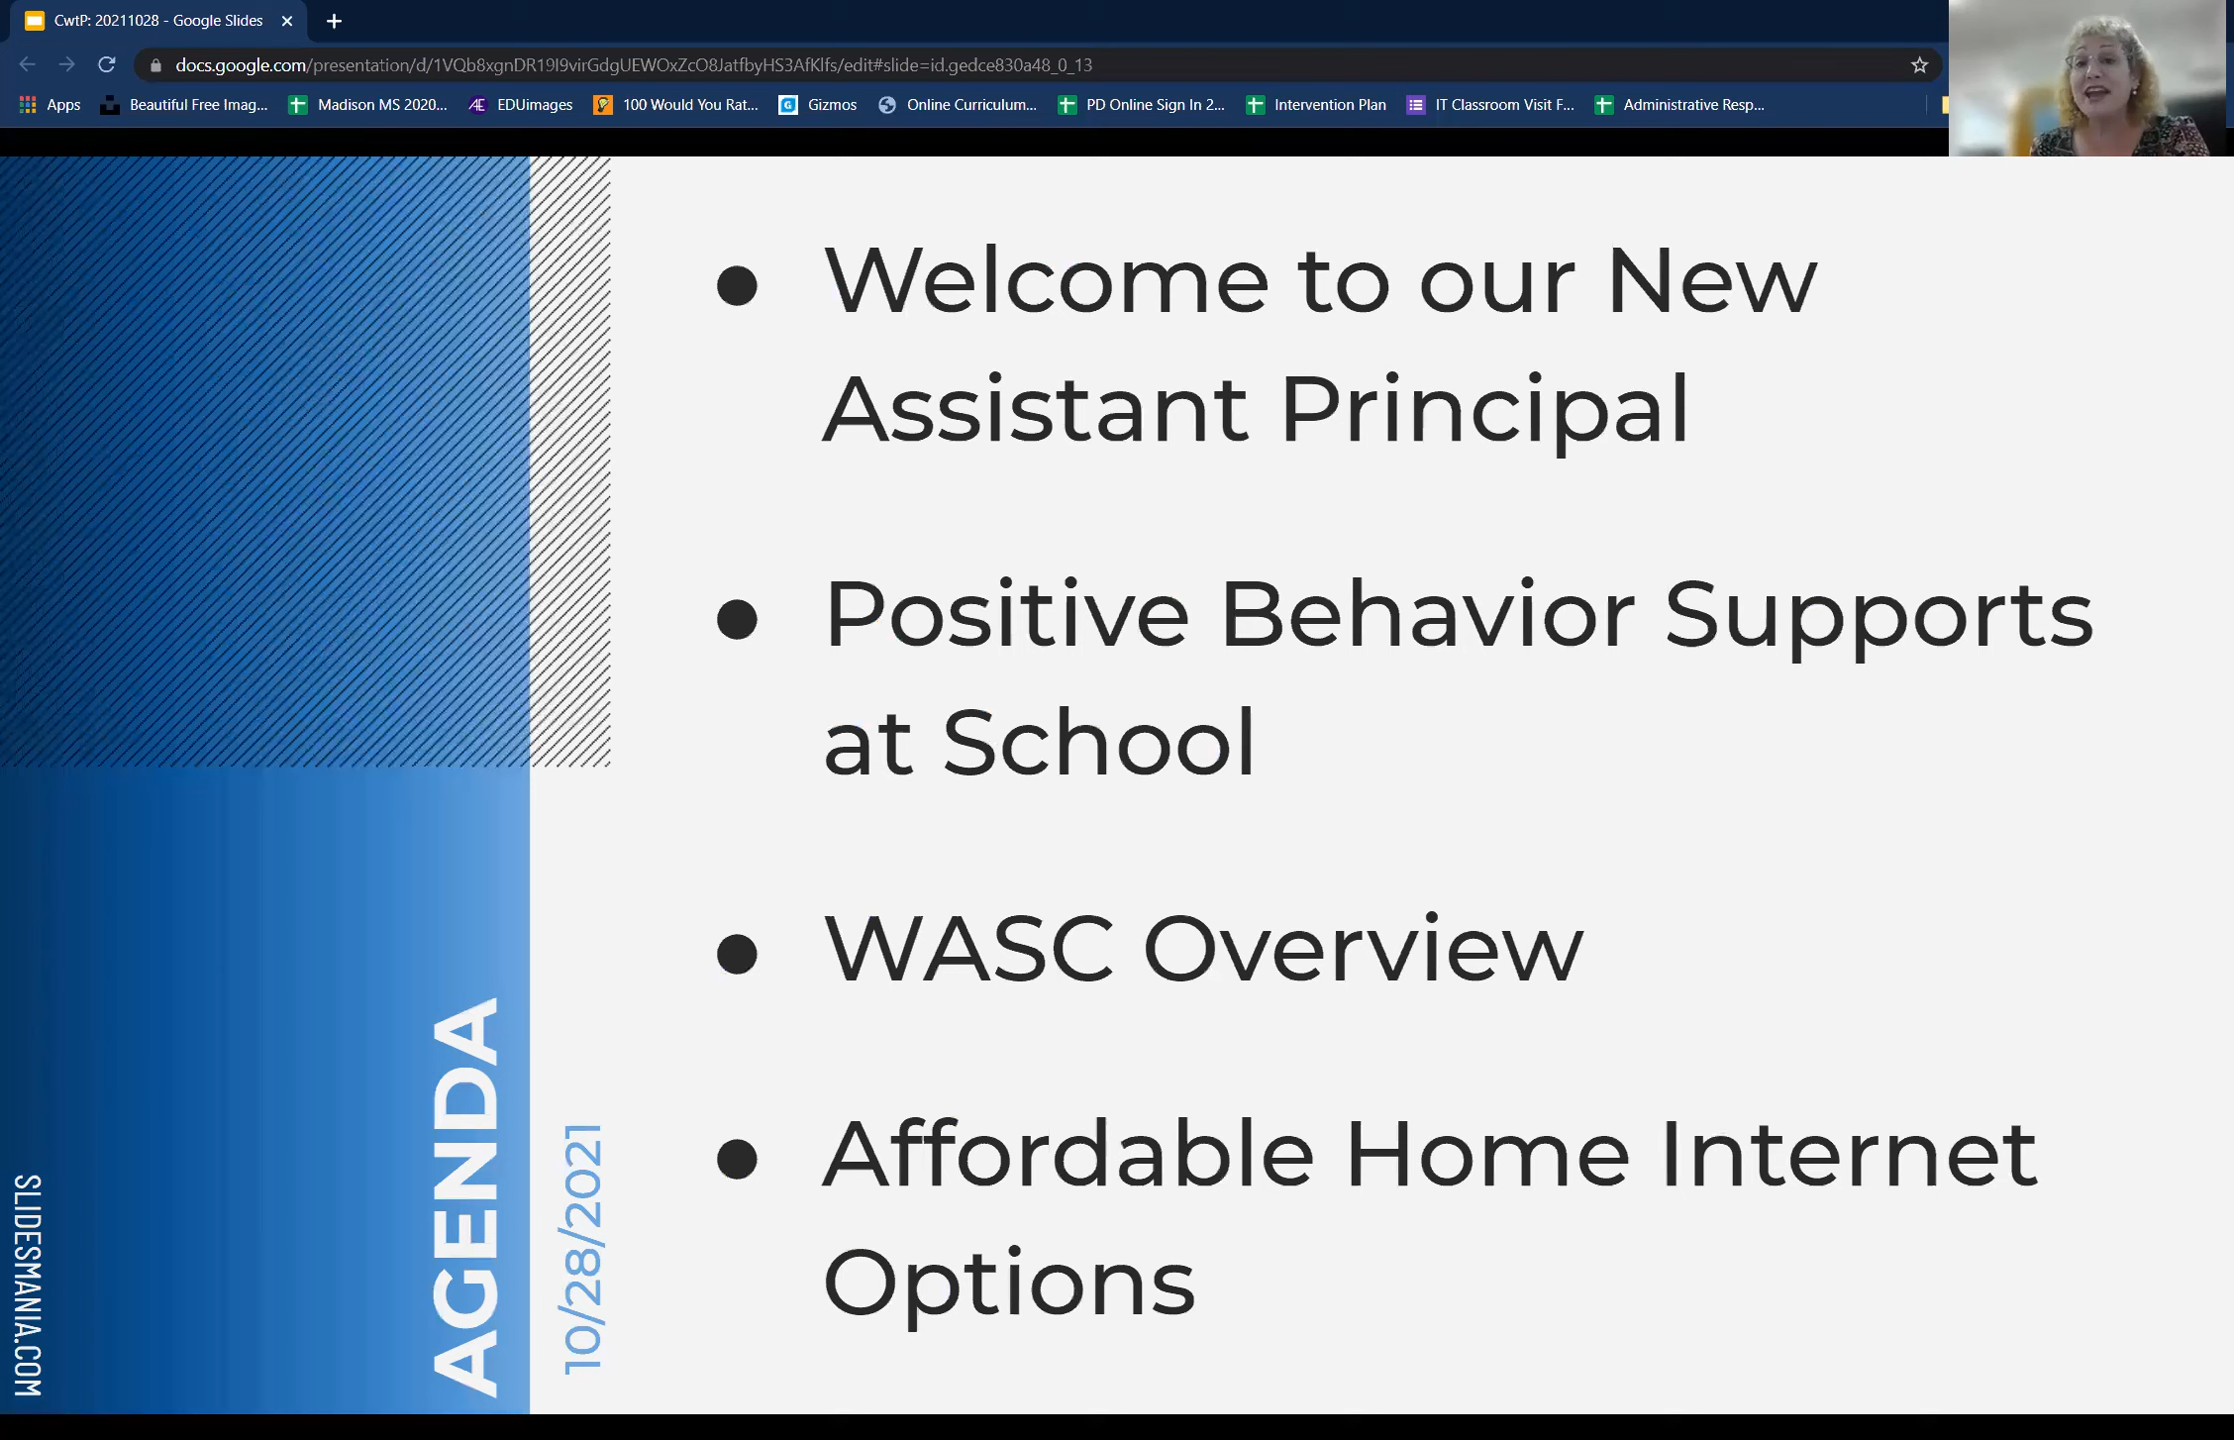 CwtP: 20211028 - Google Slides
docs.google.com/presentation/d/1VQb8xgnDR19I9virGdgUEWOxZcO8JatfbyHS3AfKlfs/edit#slide=id.gedce830a48_0_13
Apps Beautiful Free Imag... Madison MS 2020... EDUimages 100 Would You Rat... Gizmos Online Curriculum... PD Online Sign In 2... Intervention Plan IT Classroom Visit F... Administrative Resp...
● Welcome to our New
Assistant Principal
● Positive Behavior Supports
at School
● WASC Overview
● Affordable Home Internet
Options
AGENDA
10/28/2021
SLIDESMANIA.COM